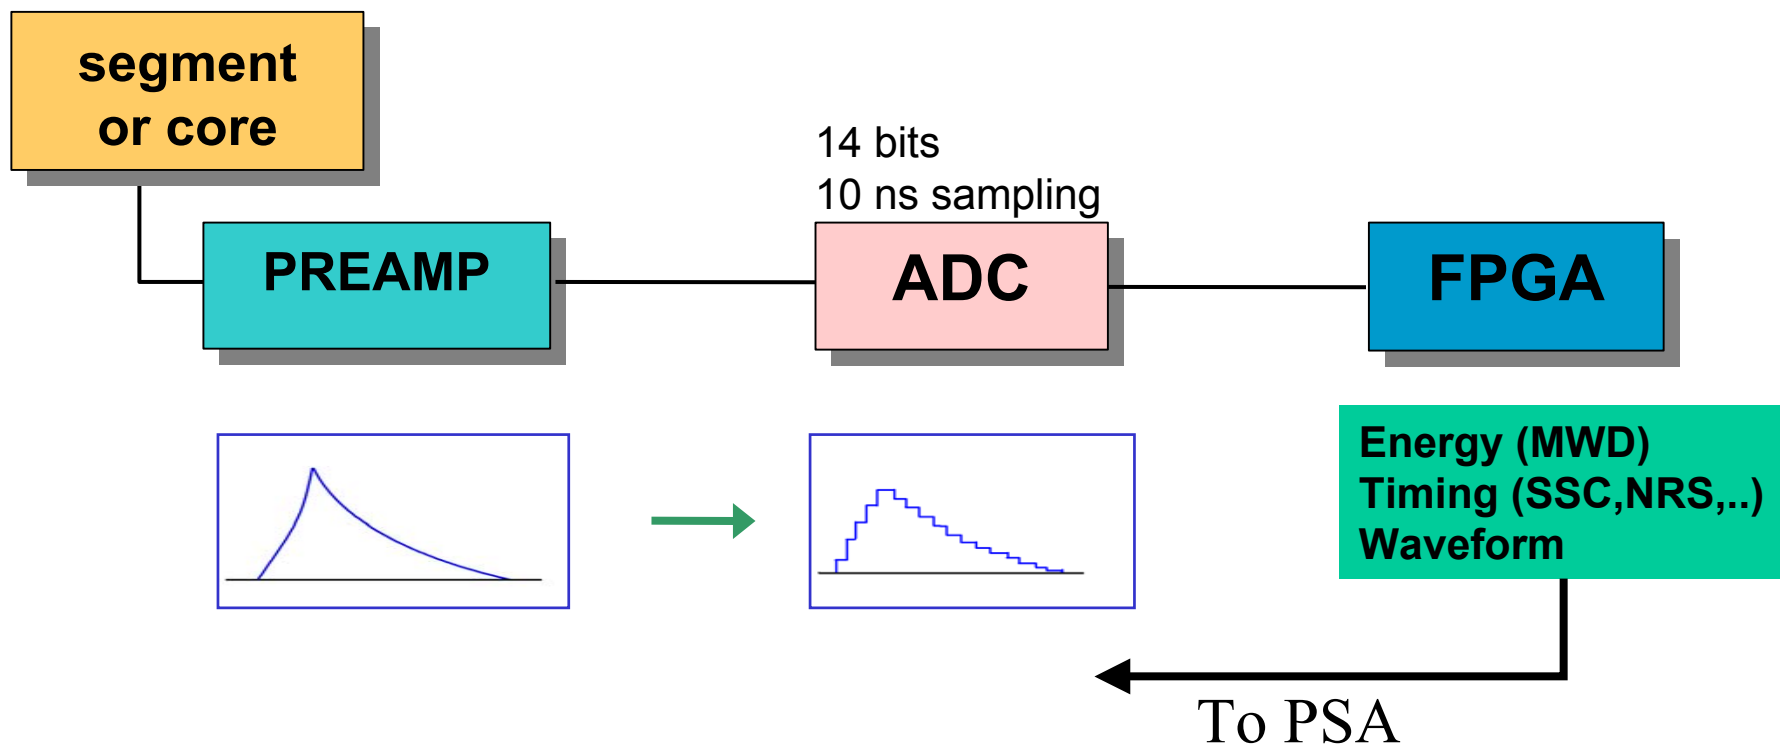 segment
or core
14 bits
10 ns sampling
PREAMP
ADC
FPGA
Energy (MWD)
Timing (SSC,NRS,..)
Waveform
To PSA